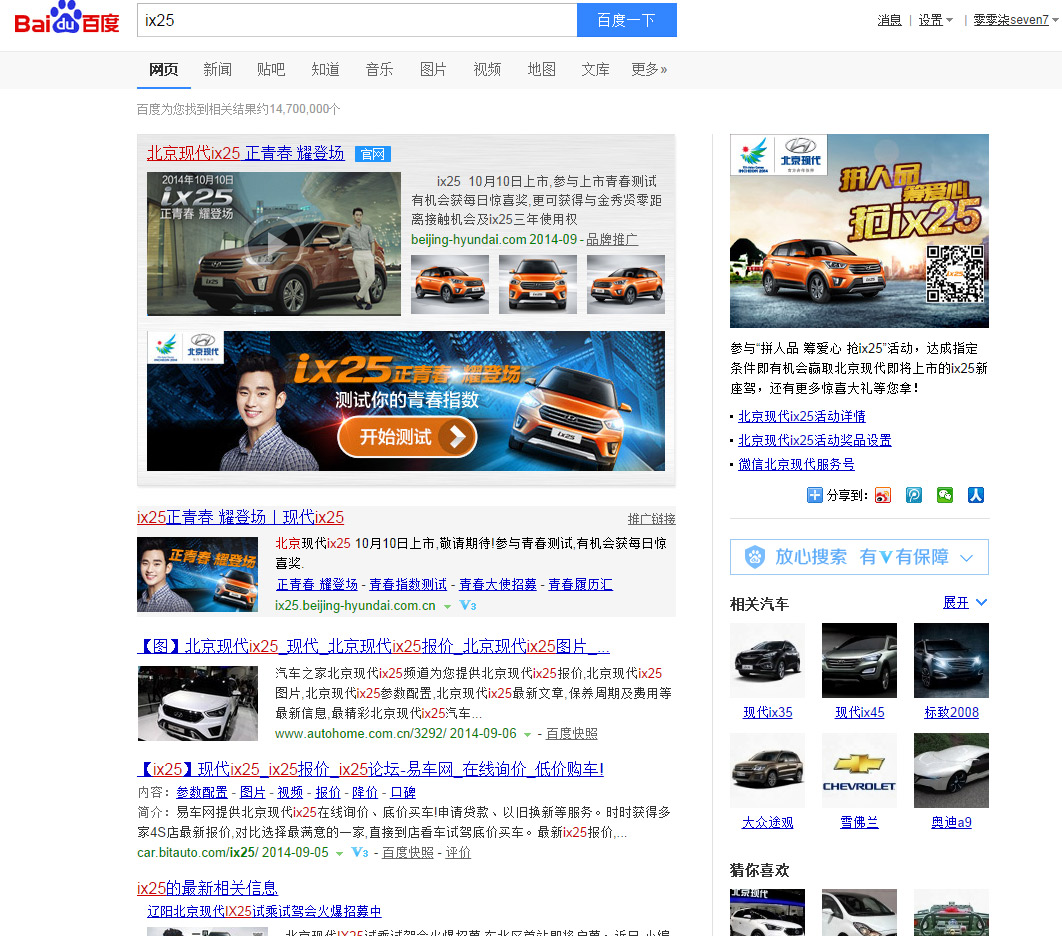 Bai du 百度
ix25
百度一下
消息 | 设置 | 零零柒seven7
网页 新闻 贴吧 知道 音乐 图片 视频 地图 文库 更多»
百度为您找到相关结果约14,700,000个
北京现代ix25 正青春 耀登场 官网
2014年10月10日
ix25
正青春 耀登场
ix25 10月10日上市,参与上市青春测试
有机会获每日惊喜奖,更可获得与金秀贤零距
离接触机会及ix25三年使用权
beijing-hyundai.com 2014-09 - 品牌推广
北京现代
ix25正青春 耀登场
测试你的青春指数
开始测试
ix25
ix25正青春 耀登场丨现代ix25
推广链接
正青春 耀登场
北京现代ix25 10月10日上市,敬请期待!参与青春测试,有机会获每日惊
喜奖.
正青春 耀登场 - 青春指数测试 - 青春大使招募 - 青春履历汇
ix25.beijing-hyundai.com.cn V3
【图】北京现代ix25_现代_北京现代ix25报价_北京现代ix25图片_...
汽车之家北京现代ix25频道为您提供北京现代ix25报价,北京现代ix25
图片,北京现代ix25参数配置,北京现代ix25最新文章,保养周期及费用等
最新信息,最精彩北京现代ix25汽车...
www.autohome.com.cn/3292/ 2014-09-06 - 百度快照
【ix25】现代ix25_ix25报价_ix25论坛-易车网_在线询价_低价购车!
内容：参数配置 - 图片 - 视频 - 报价 - 降价 - 口碑
简介：易车网提供北京现代ix25在线询价、底价买车!申请贷款、以旧换新等服务。时时获得多
家4S店最新报价,对比选择最满意的一家,直接到店看车试驾底价买车。最新ix25报价,...
car.bitauto.com/ix25/ 2014-09-05 V3 - 百度快照 - 评价
ix25的最新相关信息
辽阳北京现代IX25试乘试驾会火爆招募中
北京现代
拼人品
筹爱心
抢ix25
ix25
参与“拼人品 筹爱心 抢ix25”活动，达成指定
条件即有机会赢取北京现代即将上市的ix25新
座驾，还有更多惊喜大礼等您拿!
北京现代ix25活动详情
北京现代ix25活动奖品设置
微信北京现代服务号
分享到:
放心搜索 有V有保障
相关汽车 展开
现代ix35 现代ix45 标致2008
CHEVROLET
大众途观 雪佛兰 奥迪a9
猜你喜欢